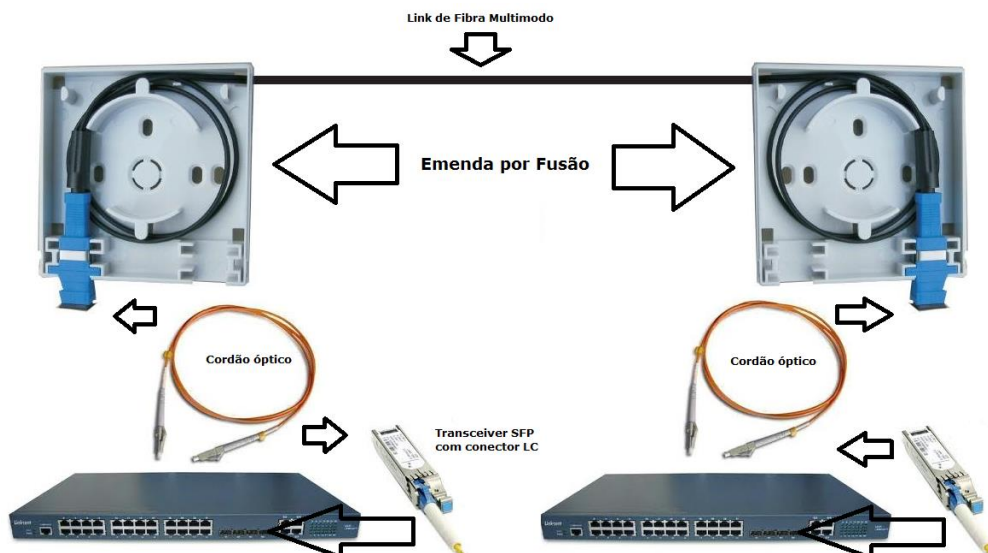 Link de Fibra Multimodo
Emenda por Fusão
Cordão óptico
Cordão óptico
Transceiver SFP
com conector LC